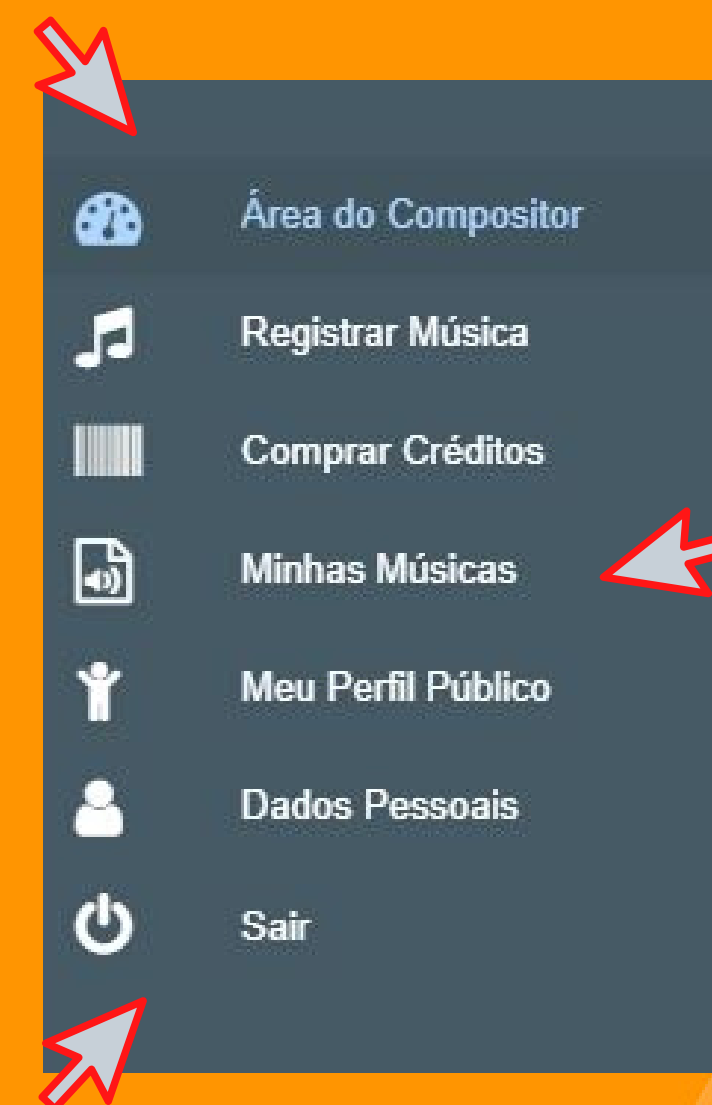 Área do Compositor
Registrar Música
Comprar Créditos
Minhas Músicas
Meu Perfil Público
Dados Pessoais
Sair